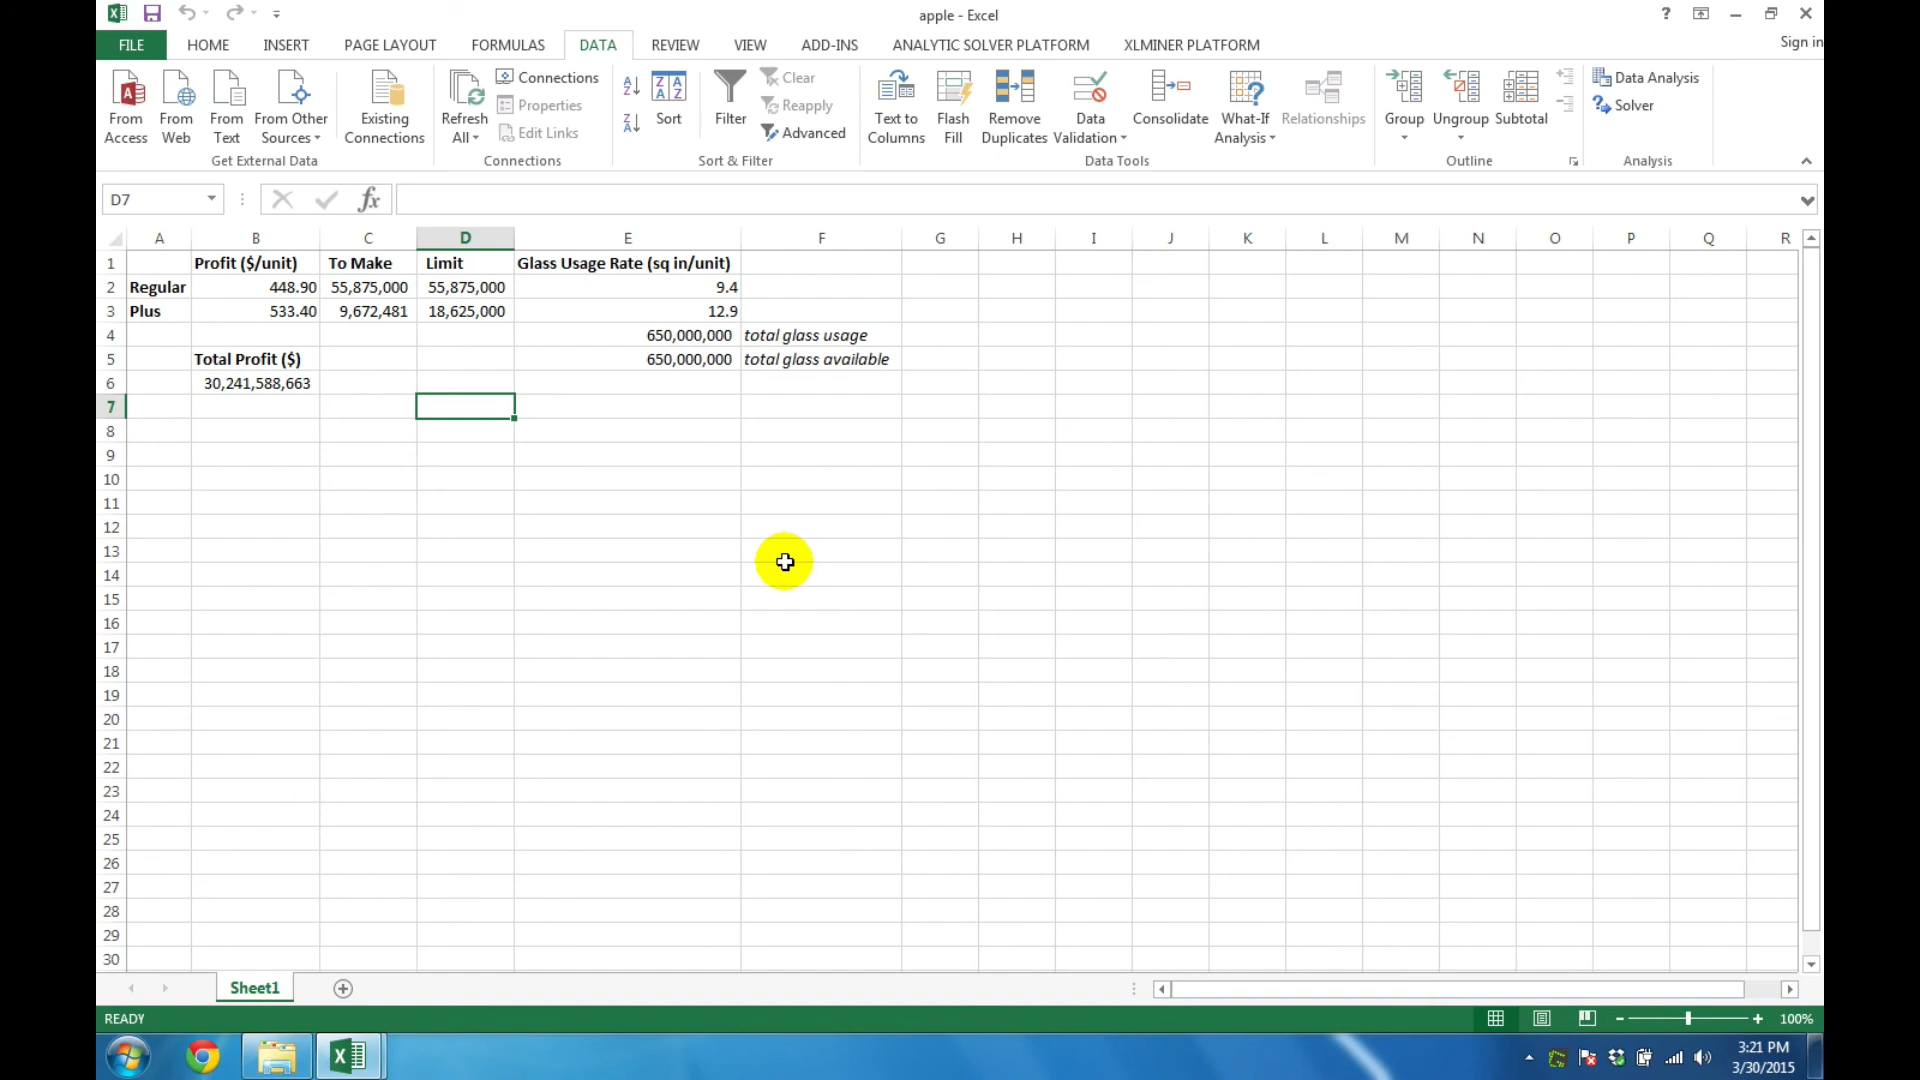 apple - Excel
?
Sign in
FILE HOME INSERT PAGE LAYOUT FORMULAS DATA REVIEW VIEW ADD-INS ANALYTIC SOLVER PLATFORM XLMINER PLATFORM
From Access
From Web
From Text
From Other Sources
Existing Connections
Get External Data
Refresh All
Connections
Properties
Edit Links
Connections
Sort
Filter
Clear
Reapply
Advanced
Sort & Filter
Text to Columns
Flash Fill
Remove Duplicates
Data Validation
Consolidate
What-If Analysis
Relationships
Data Tools
Group
Ungroup
Subtotal
Outline
Data Analysis
Solver
Analysis
D7
fx
A B C D E F G H I J K L M N O P Q R
1 Profit ($/unit) To Make Limit Glass Usage Rate (sq in/unit)
2 Regular 448.90 55,875,000 55,875,000 9.4
3 Plus 533.40 9,672,481 18,625,000 12.9
4 650,000,000 total glass usage
5 Total Profit ($) 650,000,000 total glass available
6 30,241,588,663
7
8
9
10
11
12
13
14
15
16
17
18
19
20
21
22
23
24
25
26
27
28
29
30
Sheet1
READY
100%
3:21 PM
3/30/2015